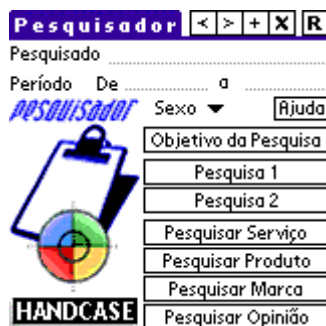 Pesquisador < > + X R
Pesquisado
Período De a
pesquisador Sexo Ajuda
Objetivo da Pesquisa
Pesquisa 1
Pesquisa 2
Pesquisar Serviço
Pesquisar Produto
Pesquisar Marca
HANDCASE Pesquisar Opinião